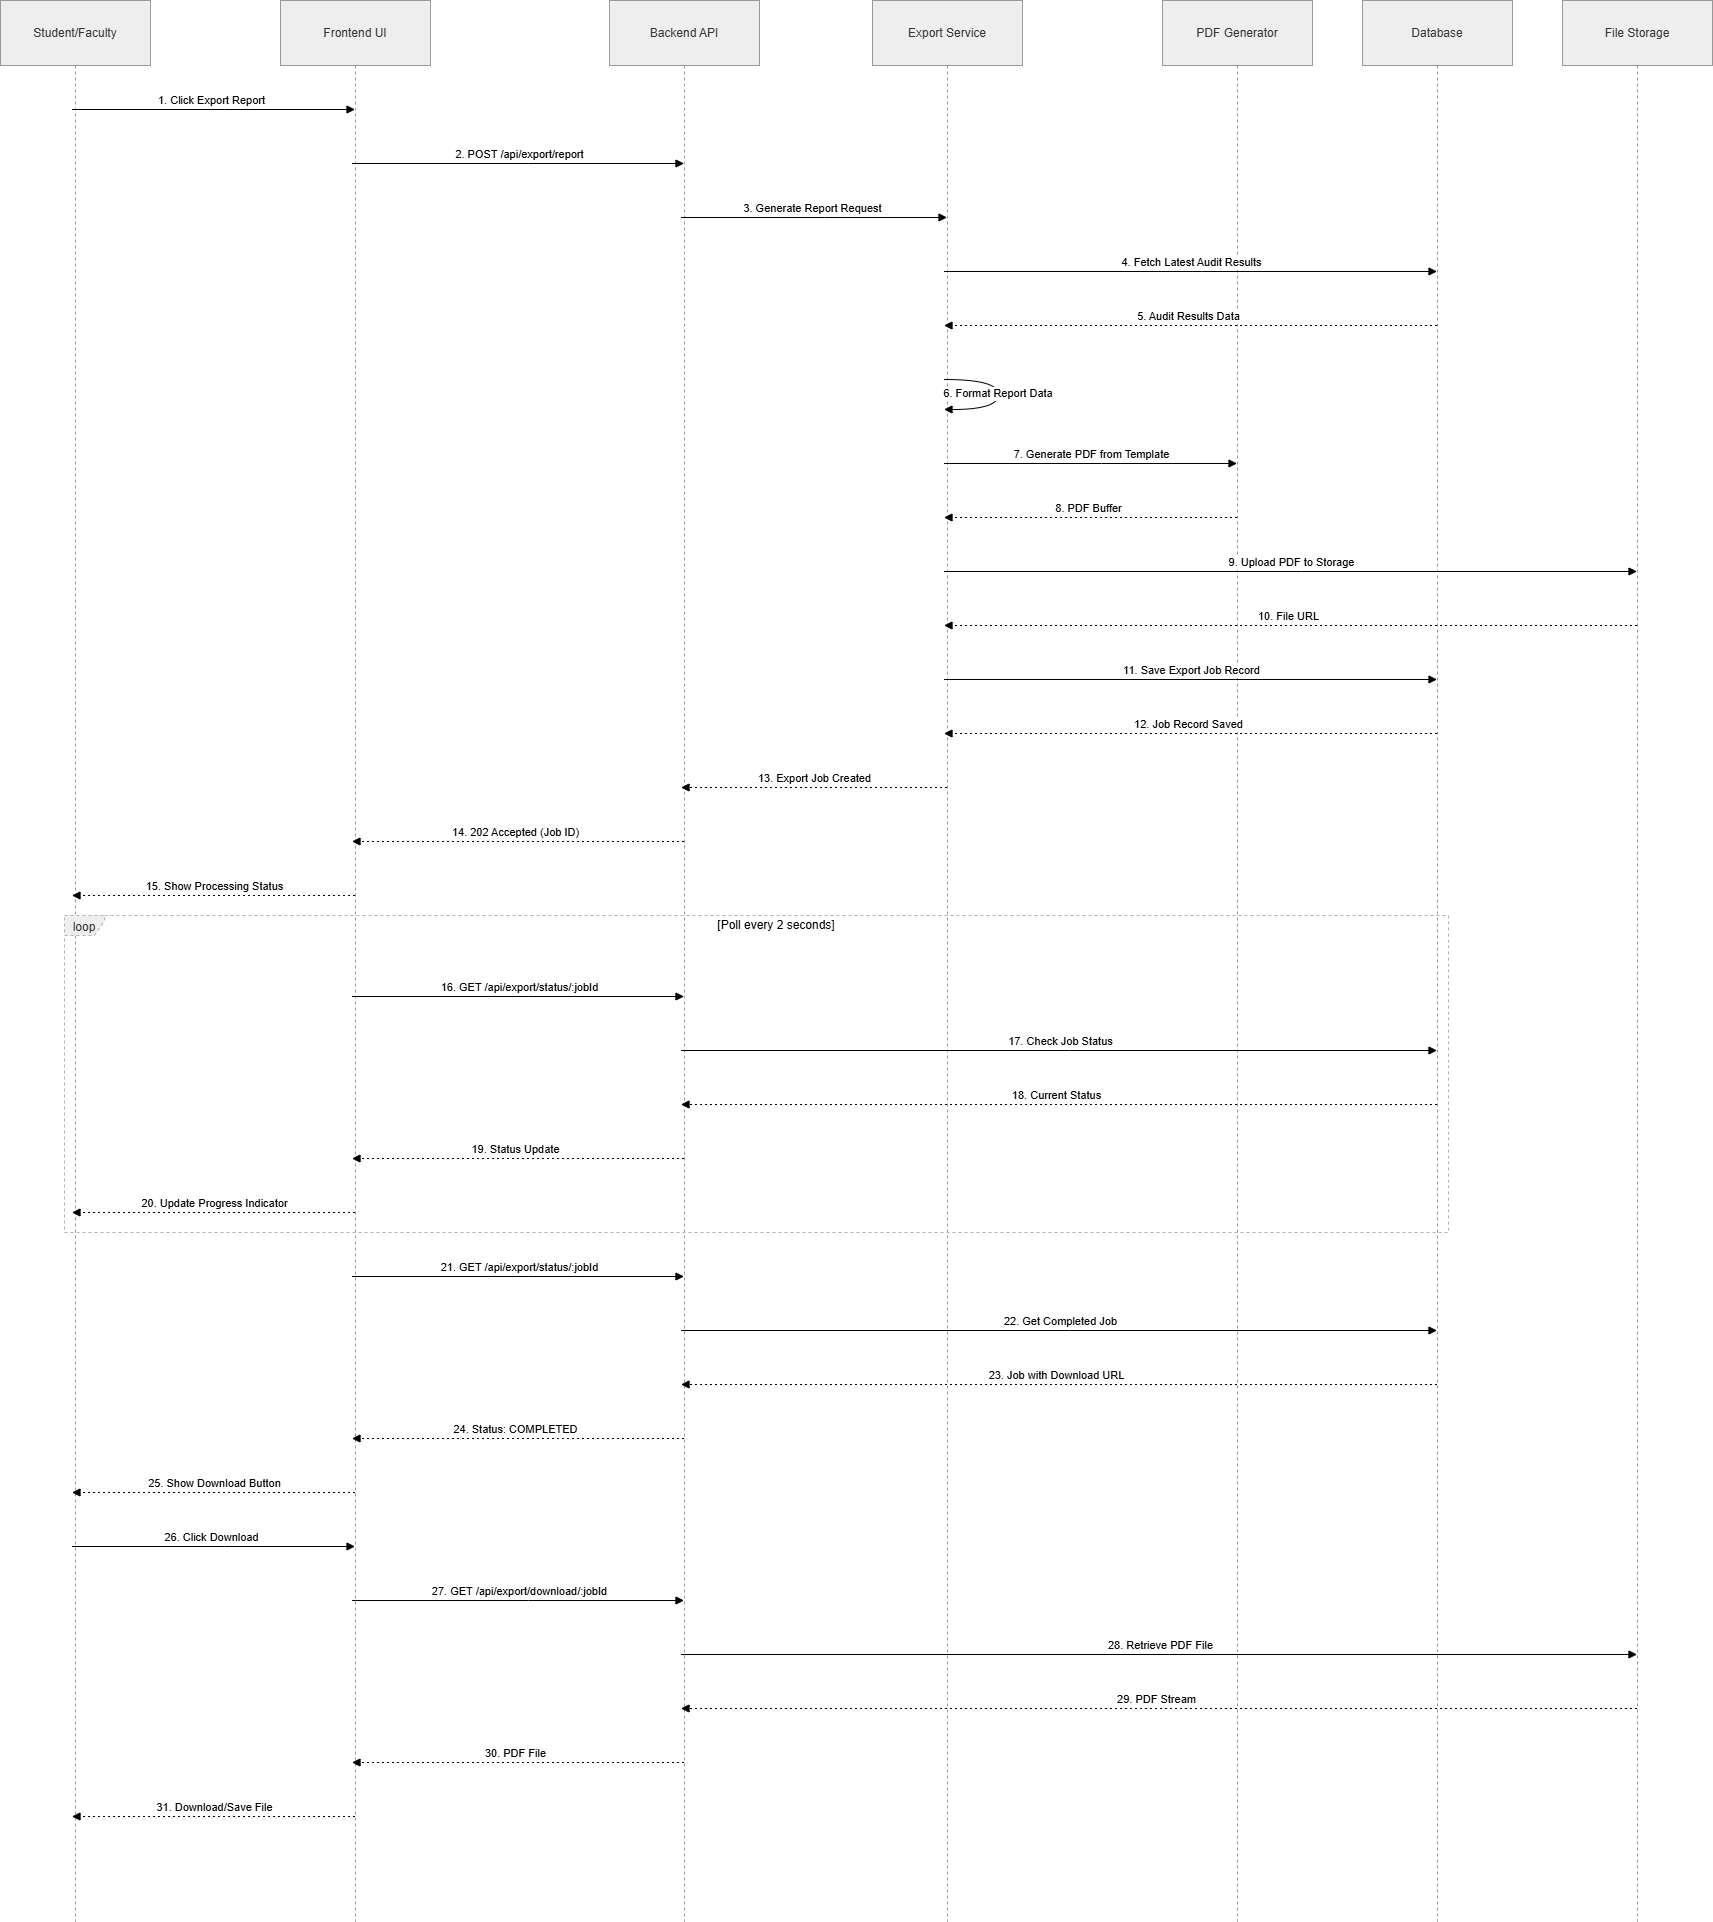 Student/Faculty
Frontend UI
Backend API
Export Service
PDF Generator
Database
File Storage
1. Click Export Report
2. POST /api/export/report
3. Generate Report Request
4. Fetch Latest Audit Results
5. Audit Results Data
6. Format Report Data
7. Generate PDF from Template
8. PDF Buffer
9. Upload PDF to Storage
10. File URL
11. Save Export Job Record
12. Job Record Saved
13. Export Job Created
14. 202 Accepted (Job ID)
15. Show Processing Status
loop
[Poll every 2 seconds]
16. GET /api/export/status/:jobId
17. Check Job Status
18. Current Status
19. Status Update
20. Update Progress Indicator
21. GET /api/export/status/:jobId
22. Get Completed Job
23. Job with Download URL
24. Status: COMPLETED
25. Show Download Button
26. Click Download
27. GET /api/export/download/:jobId
28. Retrieve PDF File
29. PDF Stream
30. PDF File
31. Download/Save File